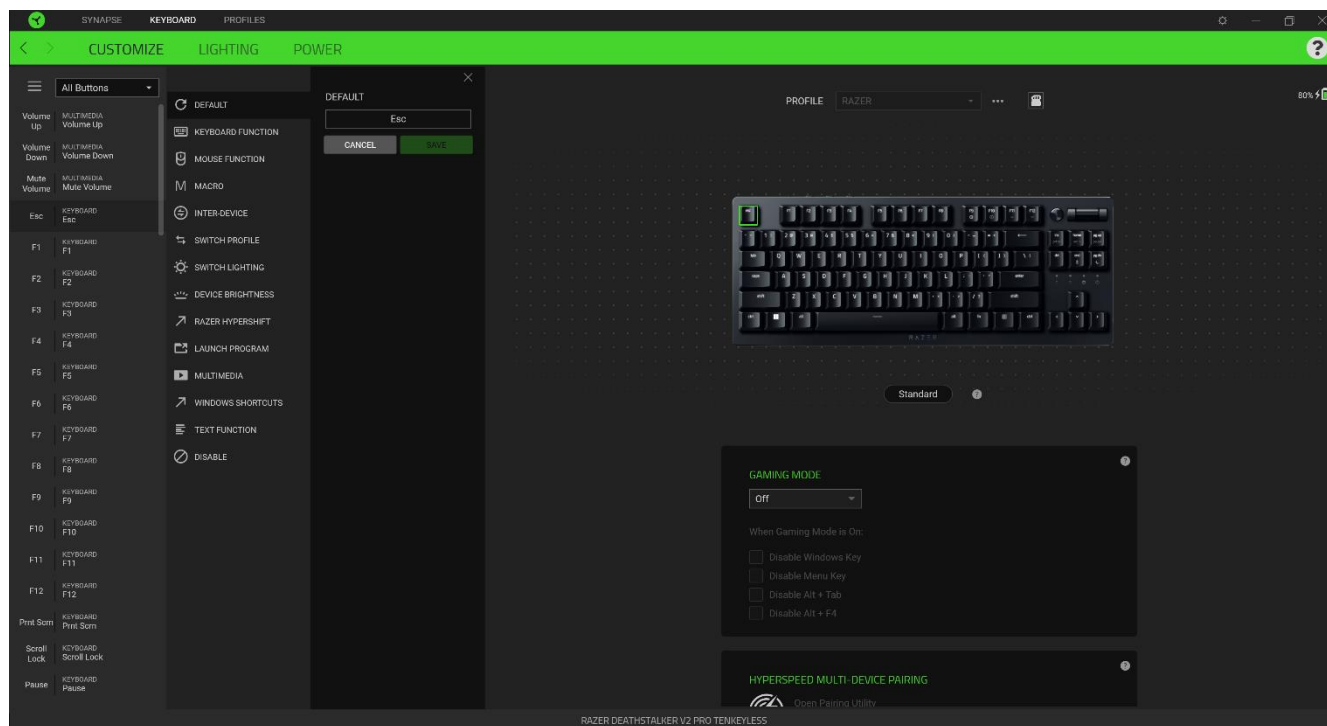 SYNAPSE KEYBOARD PROFILES
CUSTOMIZE LIGHTING POWER
?
All Buttons
Volume Up MULTIMEDIA Volume Up
Volume Down MULTIMEDIA Volume Down
Mute Volume MULTIMEDIA Mute Volume
Esc KEYBOARD Esc
F1 KEYBOARD F1
F2 KEYBOARD F2
F3 KEYBOARD F3
F4 KEYBOARD F4
F5 KEYBOARD F5
F6 KEYBOARD F6
F7 KEYBOARD F7
F8 KEYBOARD F8
F9 KEYBOARD F9
F10 KEYBOARD F10
F11 KEYBOARD F11
F12 KEYBOARD F12
Prnt Scrn KEYBOARD Prnt Scrn
Scroll Lock KEYBOARD Scroll Lock
Pause KEYBOARD Pause
DEFAULT
KEYBOARD FUNCTION
MOUSE FUNCTION
MACRO
INTER-DEVICE
SWITCH PROFILE
SWITCH LIGHTING
DEVICE BRIGHTNESS
RAZER HYPERSHIFT
LAUNCH PROGRAM
MULTIMEDIA
WINDOWS SHORTCUTS
TEXT FUNCTION
DISABLE
DEFAULT
Esc
CANCEL SAVE
PROFILE RAZER
80%
Q W E R T Y U I O P
A S D F G H J K L
Z X C V B N M
RAZER
Standard ?
GAMING MODE ?
Off
When Gaming Mode is On:
Disable Windows Key
Disable Menu Key
Disable Alt + Tab
Disable Alt + F4
HYPERSPEED MULTI-DEVICE PAIRING ?
Open Pairing Utility
RAZER DEATHSTALKER V2 PRO TENKEYLESS